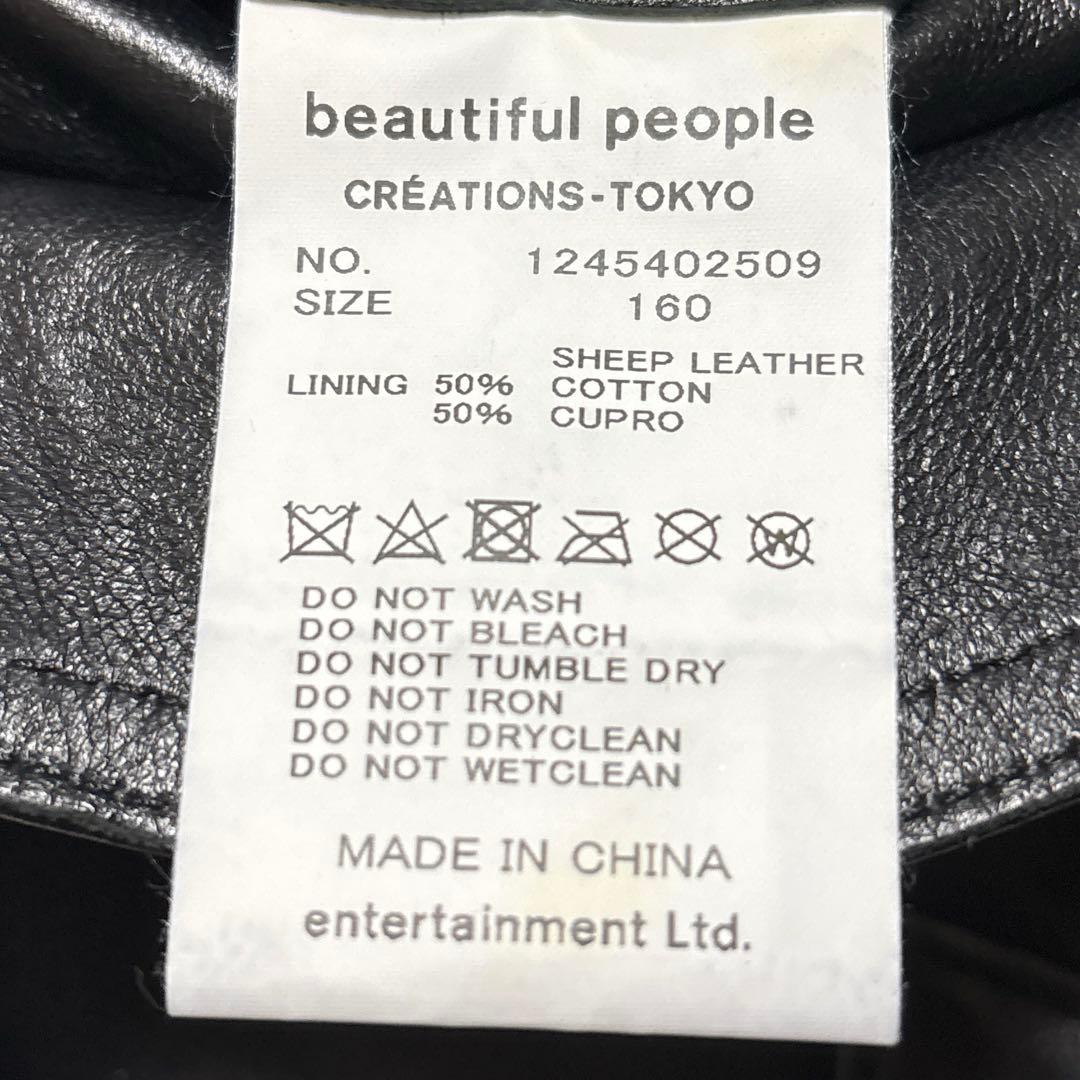 beautiful people
CRÉATIONS-TOKYO
NO. 1245402509
SIZE 160
SHEEP LEATHER
LINING 50% COTTON
50% CUPRO
W
DO NOT WASH
DO NOT BLEACH
DO NOT TUMBLE DRY
DO NOT IRON
DO NOT DRYCLEAN
DO NOT WETCLEAN
MADE IN CHINA
entertainment Ltd.